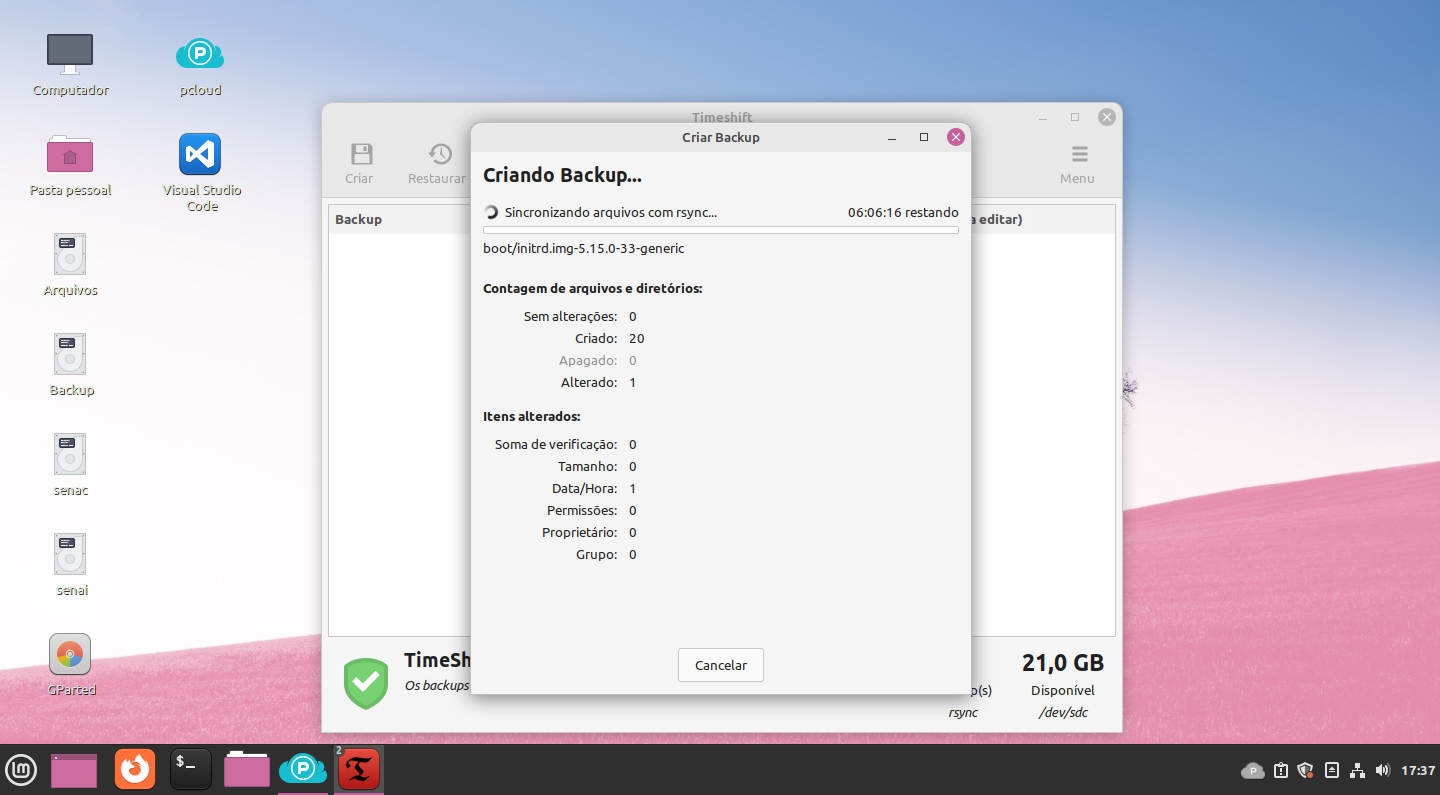 Computador
pcloud
Pasta pessoal
Visual Studio
Code
Arquivos
Backup
senac
senai
GParted
Timeshift
Criar
Restaurar
Menu
Backup
a editar)
Criar Backup
Criando Backup...
Sincronizando arquivos com rsync...
06:06:16 restando
boot/initrd.img-5.15.0-33-generic
Contagem de arquivos e diretórios:
Sem alterações: 0
Criado: 20
Apagado: 0
Alterado: 1
Itens alterados:
Soma de verificação: 0
Tamanho: 0
Data/Hora: 1
Permissões: 0
Proprietário: 0
Grupo: 0
Cancelar
TimeSh
Os backups
p(s)
rsync
21,0 GB
Disponível
/dev/sdc
$_
2
P
17:37